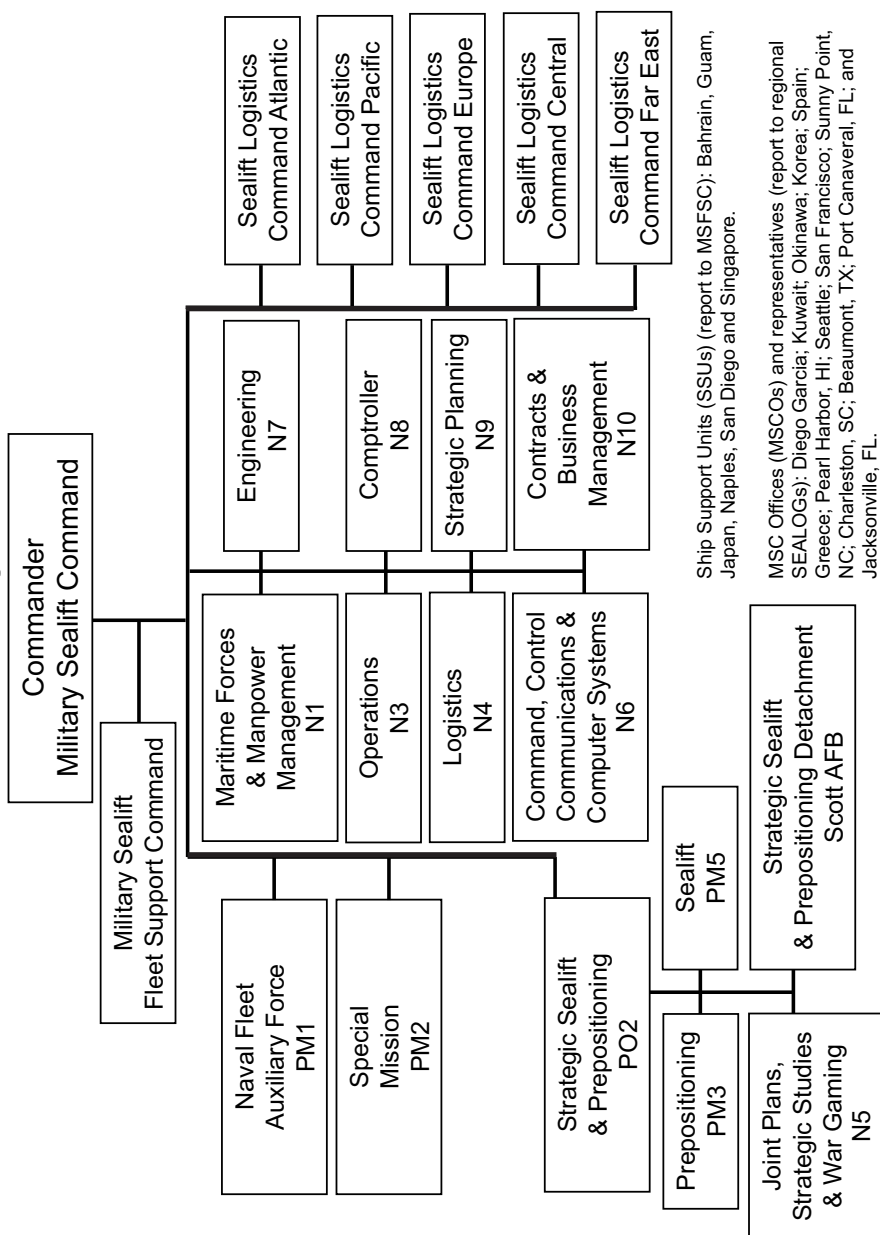 Commander
Military Sealift Command
Military Sealift
Fleet Support Command
Naval Fleet
Auxiliary Force
PM1
Special
Mission
PM2
Strategic Sealift
& Prepositioning
PO2
Prepositioning
PM3
Sealift
PM5
Joint Plans,
Strategic Studies
& War Gaming
N5
Strategic Sealift
& Prepositioning Detachment
Scott AFB
Maritime Forces
& Manpower
Management
N1
Operations
N3
Logistics
N4
Command, Control
Communications &
Computer Systems
N6
Engineering
N7
Comptroller
N8
Strategic Planning
N9
Contracts &
Business
Management
N10
Sealift Logistics
Command Atlantic
Sealift Logistics
Command Pacific
Sealift Logistics
Command Europe
Sealift Logistics
Command Central
Sealift Logistics
Command Far East
Ship Support Units (SSUs) (report to MSFSC): Bahrain, Guam,
Japan, Naples, San Diego and Singapore.
MSC Offices (MSCOs) and representatives (report to regional
SEALOGs): Diego Garcia; Kuwait; Okinawa; Korea; Spain;
Greece; Pearl Harbor, HI; Seattle; San Francisco; Sunny Point,
NC; Charleston, SC; Beaumont, TX; Port Canaveral, FL; and
Jacksonville, FL.